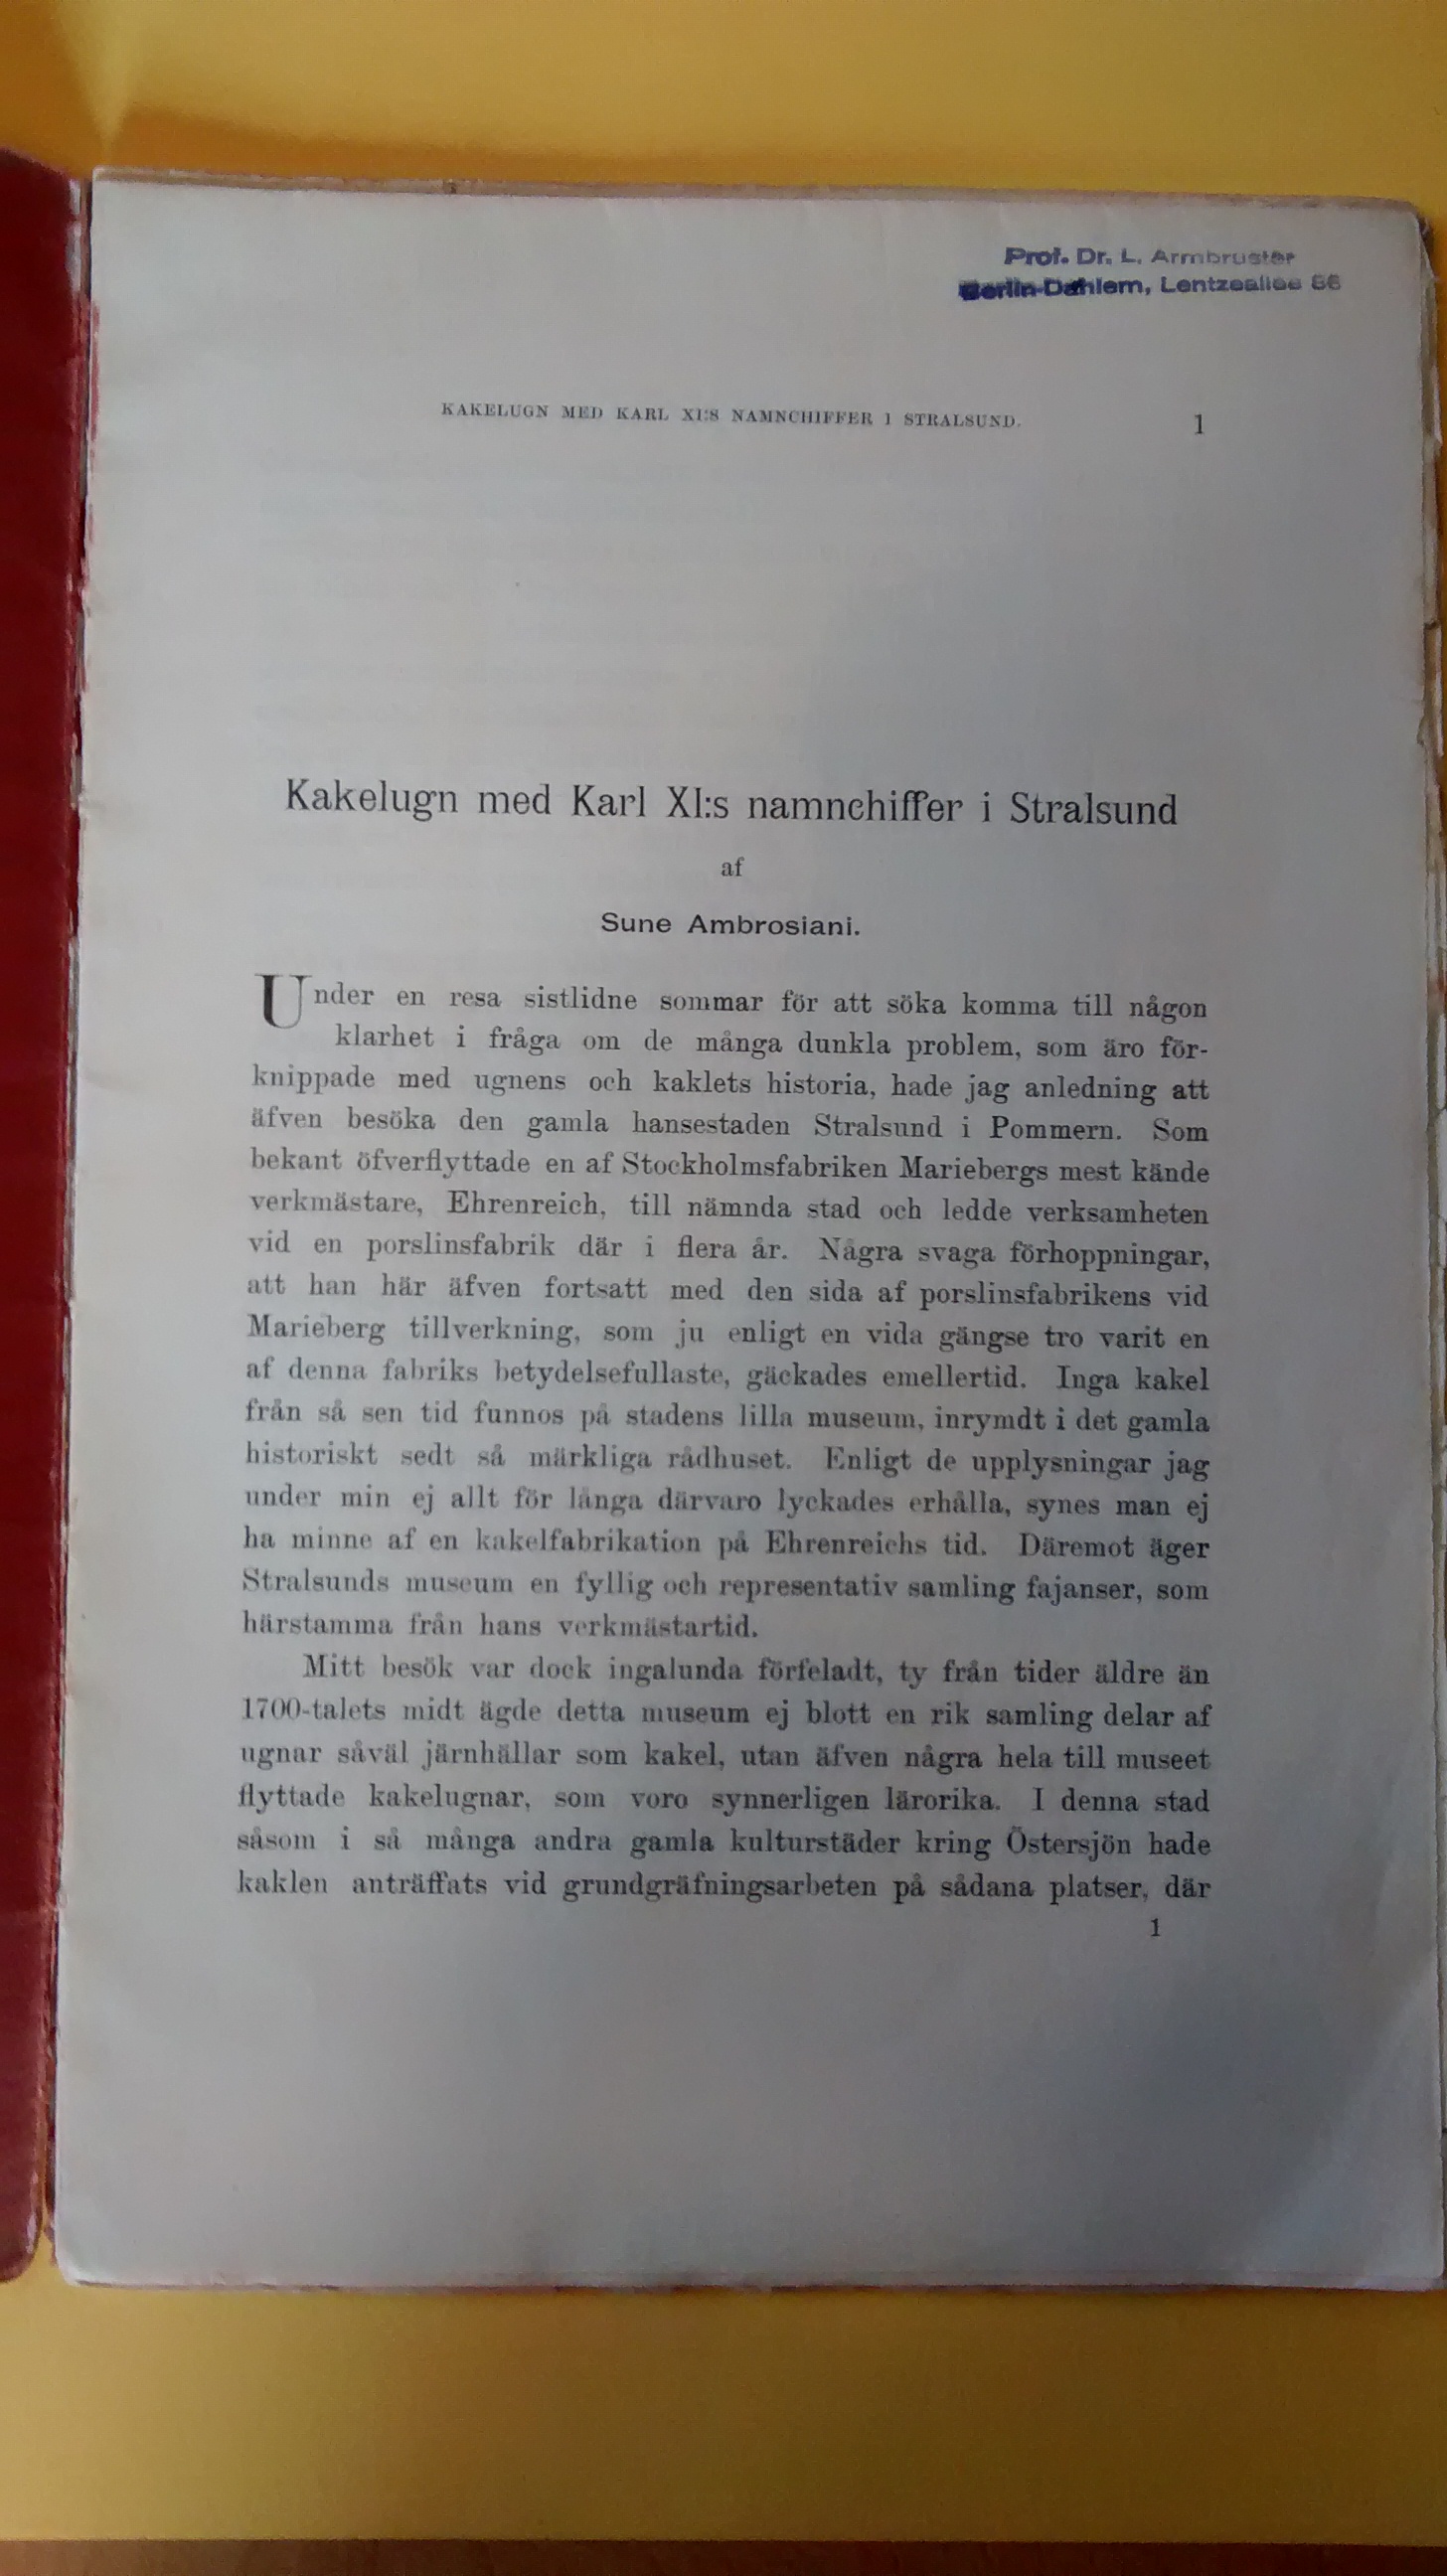 Prof. Dr. L. Armbruster
Berlin-Dahlem, Lentzeallee 86
KAKELUGN MED KARL XI:S NAMNCHIFFER I STRALSUND.
1
Kakelugn med Karl XI:s namnchiffer i Stralsund
af
Sune Ambrosiani.
Under en resa sistlidne sommar för att söka komma till någon
klarhet i fråga om de många dunkla problem, som äro för-
knippade med ugnens och kaklets historia, hade jag anledning att
äfven besöka den gamla hansestaden Stralsund i Pommern. Som
bekant öfverflyttade en af Stockholmsfabriken Mariebergs mest kände
verkmästare, Ehrenreich, till nämnda stad och ledde verksamheten
vid en porslinsfabrik där i flera år. Några svaga förhoppningar,
att han här äfven fortsatt med den sida af porslinsfabrikens vid
Marieberg tillverkning, som ju enligt en vida gängse tro varit en
af denna fabriks betydelsefullaste, gäckades emellertid. Inga kakel
från så sen tid funnos på stadens lilla museum, inrymdt i det gamla
historiskt sedt så märkliga rådhuset. Enligt de upplysningar jag
under min ej allt för långa därvaro lyckades erhålla, synes man ej
ha minne af en kakelfabrikation på Ehrenreichs tid. Däremot äger
Stralsunds museum en fyllig och representativ samling fajanser, som
härstamma från hans verkmästartid.
Mitt besök var dock ingalunda förfeladt, ty från tider äldre än
1700-talets midt ägde detta museum ej blott en rik samling delar af
ugnar såväl järnhällar som kakel, utan äfven några hela till museet
flyttade kakelugnar, som voro synnerligen lärorika. I denna stad
såsom i så många andra gamla kulturstäder kring Östersjön hade
kaklen anträffats vid grundgräfningsarbeten på sådana platser, där
1